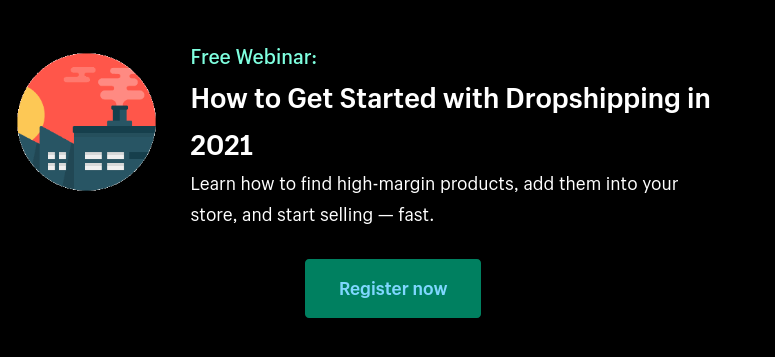 Free Webinar:
How to Get Started with Dropshipping in
2021
Learn how to find high-margin products, add them into your
store, and start selling — fast.
Register now